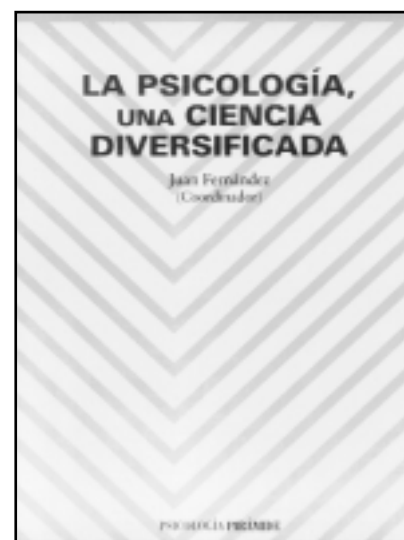 LA PSICOLOGÍA,
UNA CIENCIA
DIVERSIFICADA
Juan Fernández
(Coordinador)
PSICOLOGÍA PIRÁMIDE